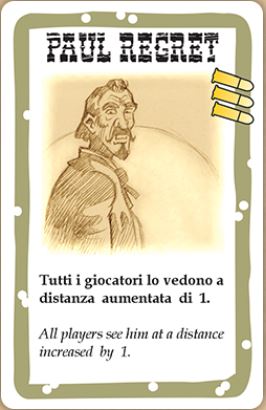 PAUL REGRET
Tutti i giocatori lo vedono a
distanza aumentata di 1.
All players see him at a distance
increased by 1.